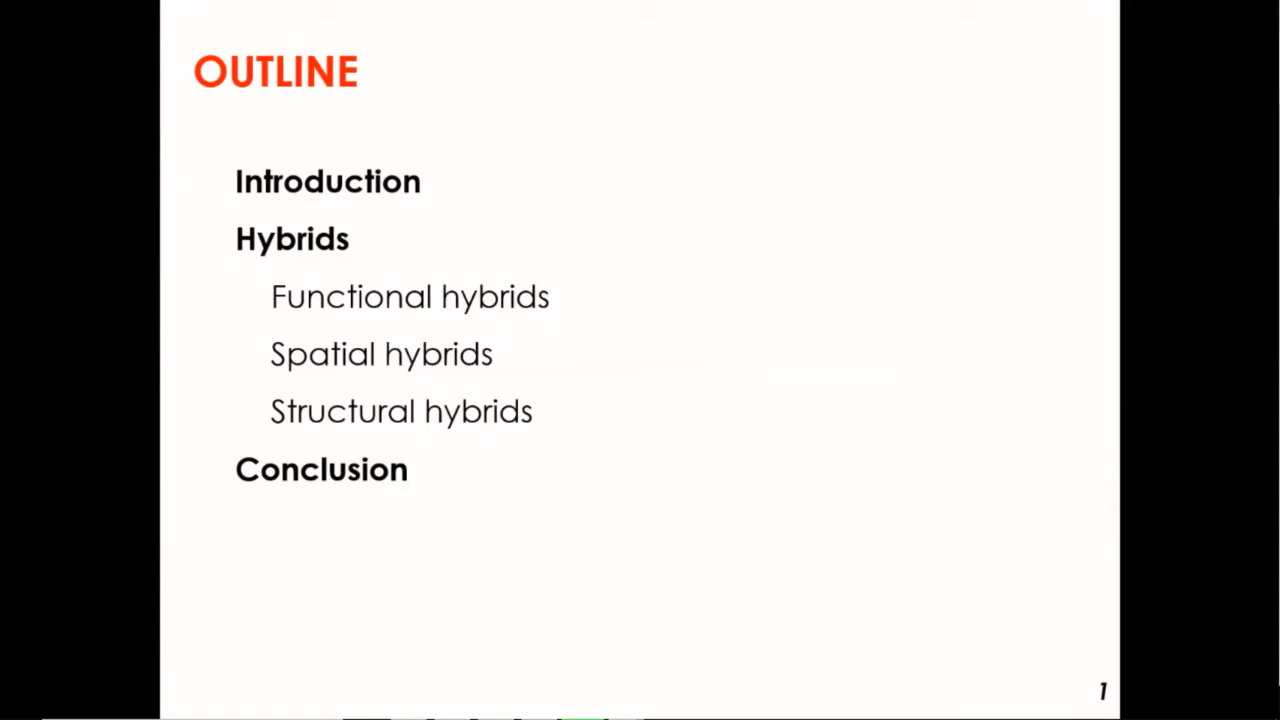 OUTLINE
Introduction
Hybrids
Functional hybrids
Spatial hybrids
Structural hybrids
Conclusion
1